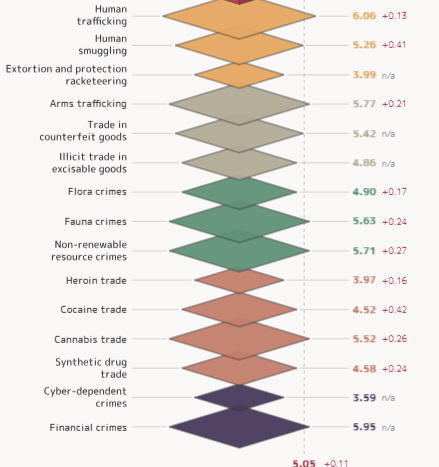 Human
trafficking
6.06 +0.13
Human
smuggling
5.26 +0.41
Extortion and protection
racketeering
3.99 n/a
Arms trafficking
5.77 +0.21
Trade in
counterfeit goods
5.42 n/a
Illicit trade in
excisable goods
4.86 n/a
Flora crimes
4.90 +0.17
Fauna crimes
5.63 +0.24
Non-renewable
resource crimes
5.71 +0.27
Heroin trade
3.97 +0.16
Cocaine trade
4.52 +0.42
Cannabis trade
5.52 +0.26
Synthetic drug
trade
4.58 +0.24
Cyber-dependent
crimes
3.59 n/a
Financial crimes
5.95 n/a
5.05 +0.11